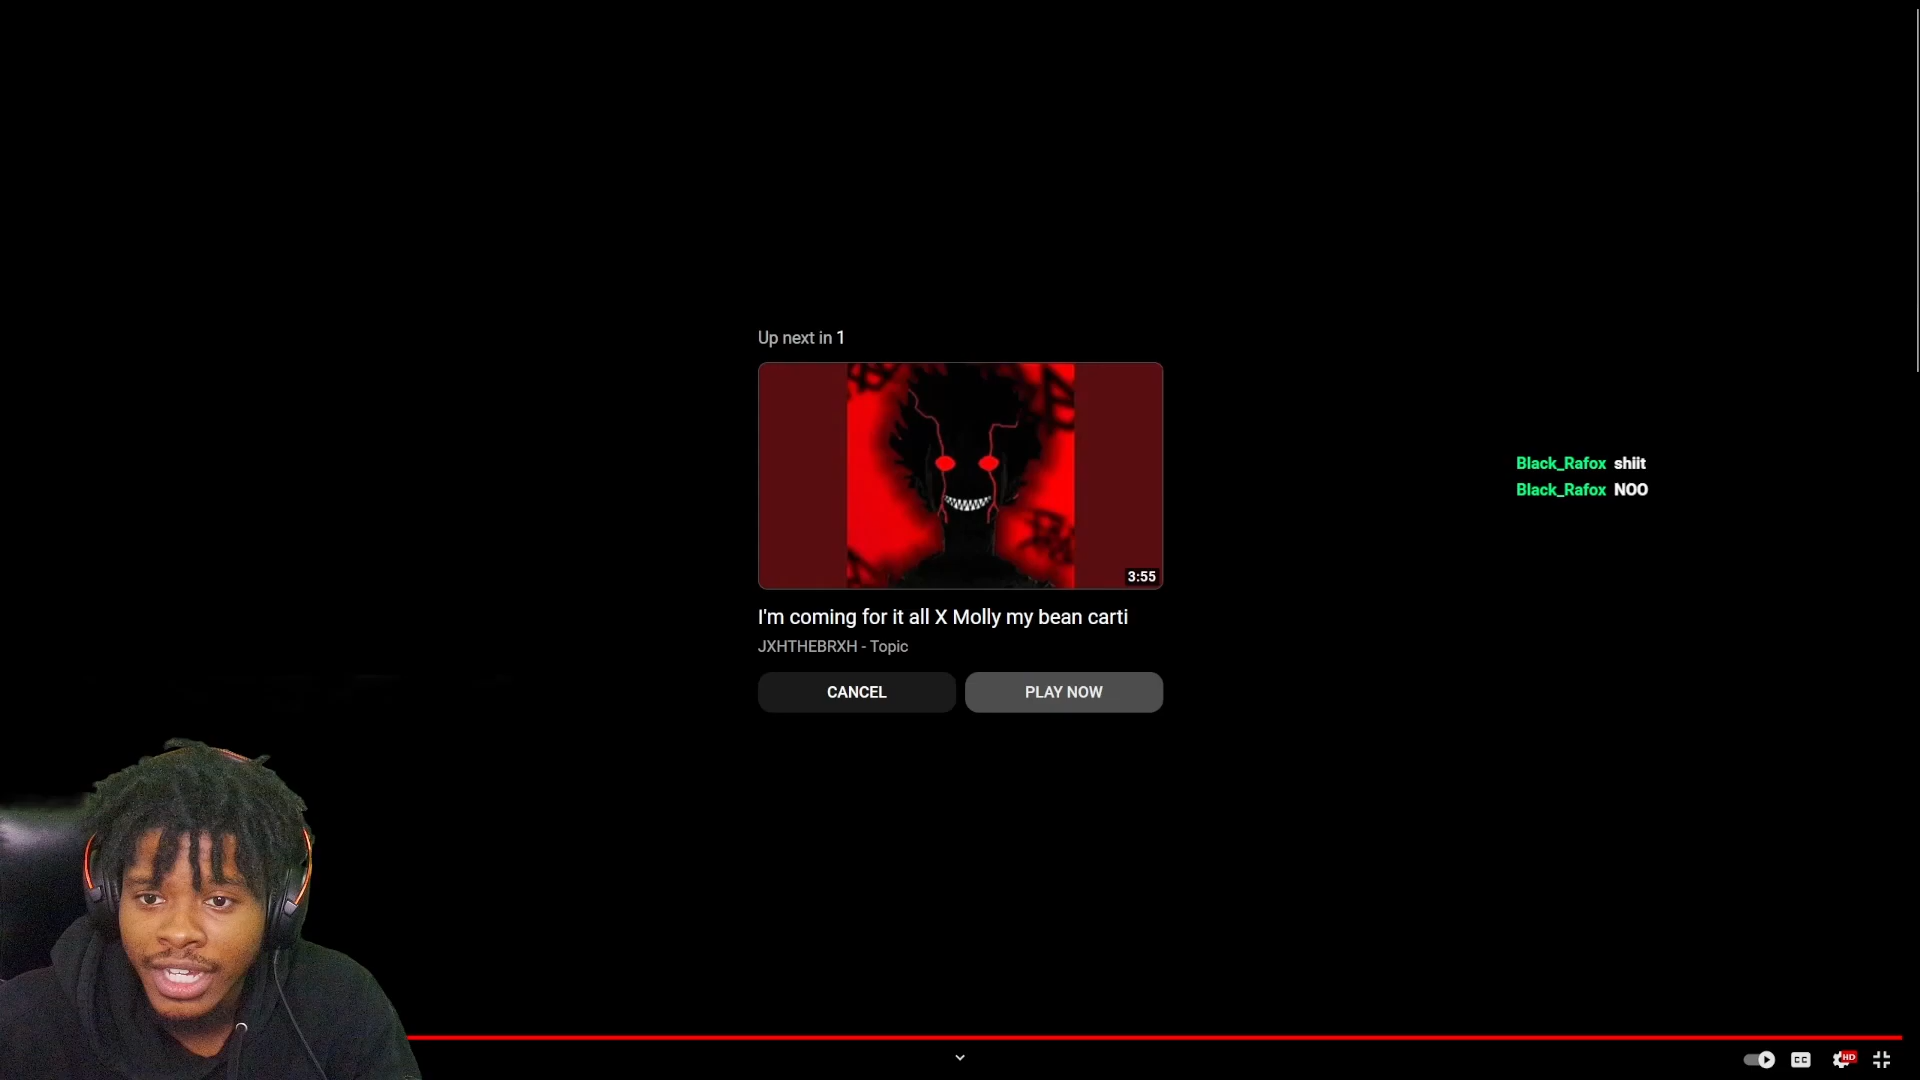 Up next in 1
3:55
I'm coming for it all X Molly my bean carti
JXHTHEBRXH - Topic
CANCEL
PLAY NOW
Black_Rafox shiit
Black_Rafox NOO
CC
HD